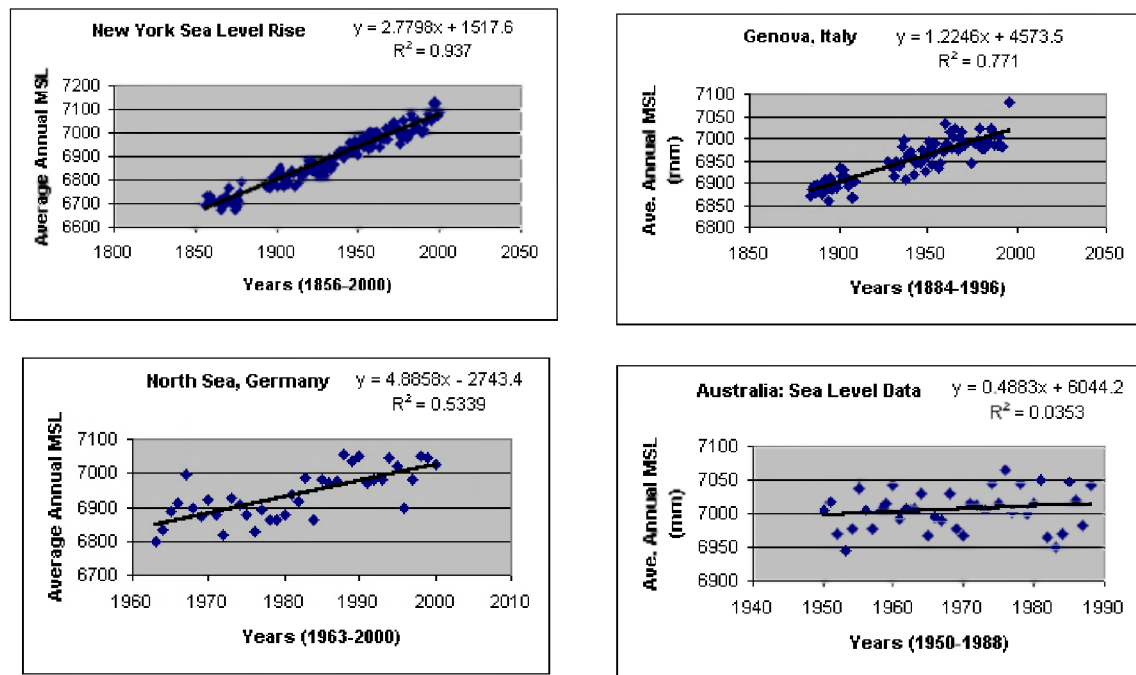 New York Sea Level Rise
y = 2.7798x + 1517.6
R² = 0.937
Average Annual MSL
7200
7100
7000
6900
6800
6700
6600
1800
1850
1900
1950
2000
2050
Years (1856-2000)
Genova, Italy
y = 1.2246x + 4573.5
R² = 0.771
Ave. Annual MSL
(mm)
7100
7050
7000
6950
6900
6850
6800
1850
1900
1950
2000
2050
Years (1884-1996)
North Sea, Germany
y = 4.8858x - 2743.4
R² = 0.5339
Average Annual MSL
7100
7000
6900
6800
6700
1960
1970
1980
1990
2000
2010
Years (1963-2000)
Australia: Sea Level Data
y = 0.4883x + 6044.2
R² = 0.0353
Ave. Annual MSL
(mm)
7100
7050
7000
6950
6900
1940
1950
1960
1970
1980
1990
Years (1950-1988)